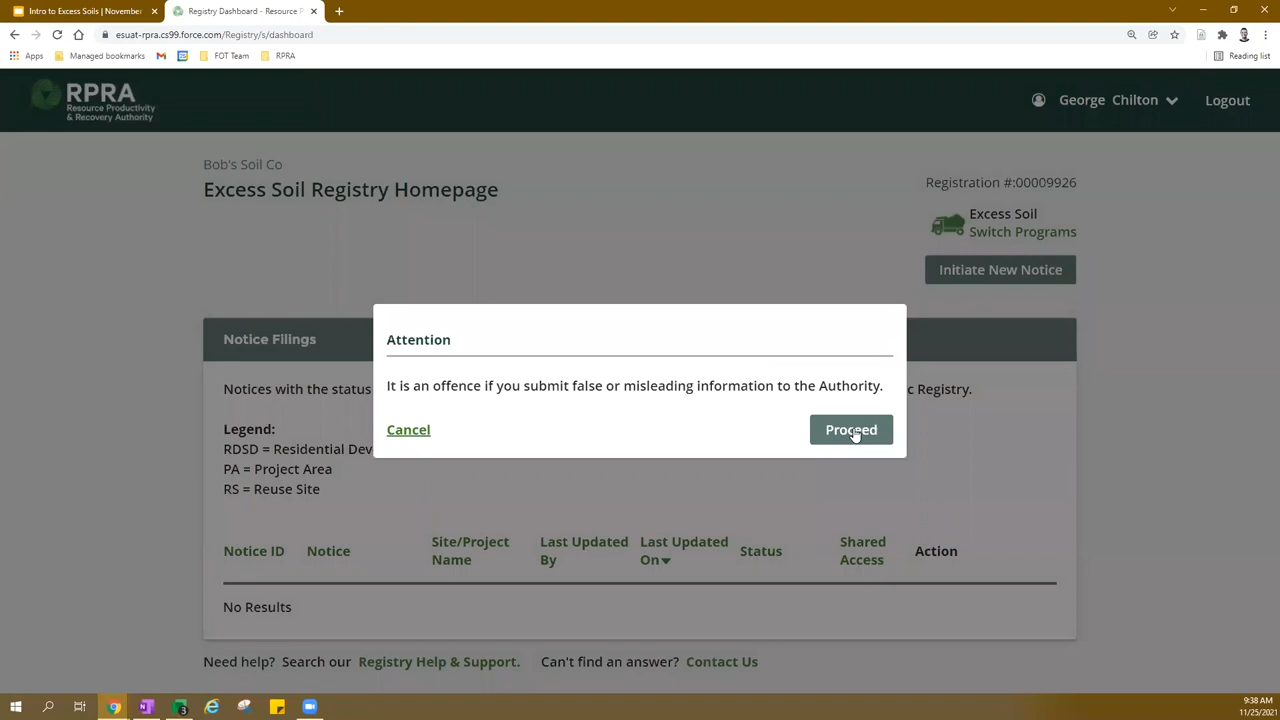 Intro to Excess Soils | November
Registry Dashboard - Resource P
esuat-rpra.cs99.force.com/Registry/s/dashboard
Apps
Managed bookmarks
FOT Team
RPRA
Reading list
RPRA
Resource Productivity
& Recovery Authority
George Chilton
Logout
Bob's Soil Co
Excess Soil Registry Homepage
Registration #:00009926
Excess Soil
Switch Programs
Initiate New Notice
Attention
It is an offence if you submit false or misleading information to the Authority.
Cancel
Proceed
Notice Filings
Notices with the status
c Registry.
Legend:
RDSD = Residential Dev
PA = Project Area
RS = Reuse Site
Notice ID
Notice
Site/Project
Name
Last Updated
By
Last Updated
On
Status
Shared
Access
Action
No Results
Need help? Search our Registry Help & Support. Can't find an answer? Contact Us
3
9:38 AM
11/25/2021